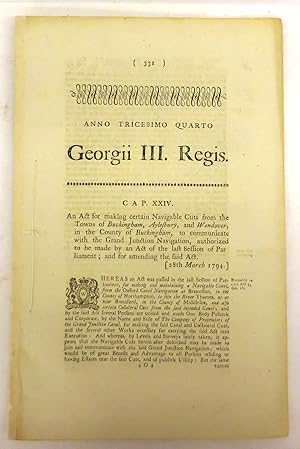 ( 331 )
ANNO TRICESIMO QUARTO
Georgii III. Regis.
CAP. XXIV.
An Act for making certain Navigable Cuts from the
Towns of Buckingham, Aylesbury, and Wendover,
in the County of Buckingham, to communicate
with the Grand Junction Navigation, authorized
to be made by an Act of the last Session of Par-
liament; and for amending the said Act.
[28th March 1794.]
WHEREAS an Act was passed in the last Session of Par-
liament, for making and maintaining a Navigable Canal,
from the Oxford Canal Navigation at Braunston, in the
County of Northampton, to join the River Thames, at or
near Brentford, in the County of Middlesex, and also
certain Collateral Cuts from the said intended Canal; and
by the said Act several Persons are united and made One Body Politick
and Corporate, by the Name and Stile of The Company of Proprietors of
the Grand Junction Canal, for making the said Canal and Collateral Cuts,
and the several other Works necessary for carrying the said Act into
Execution: And whereas, by Levels and Surveys lately taken, it ap-
pears that the Navigable Cuts herein after described may be made to
join and communicate with the said Grand Junction Navigation; which
would be of great Benefit and Advantage to all Persons residing or
having Estates near the said Cuts, and of publick Utility: But the same
4 O 2
cannot